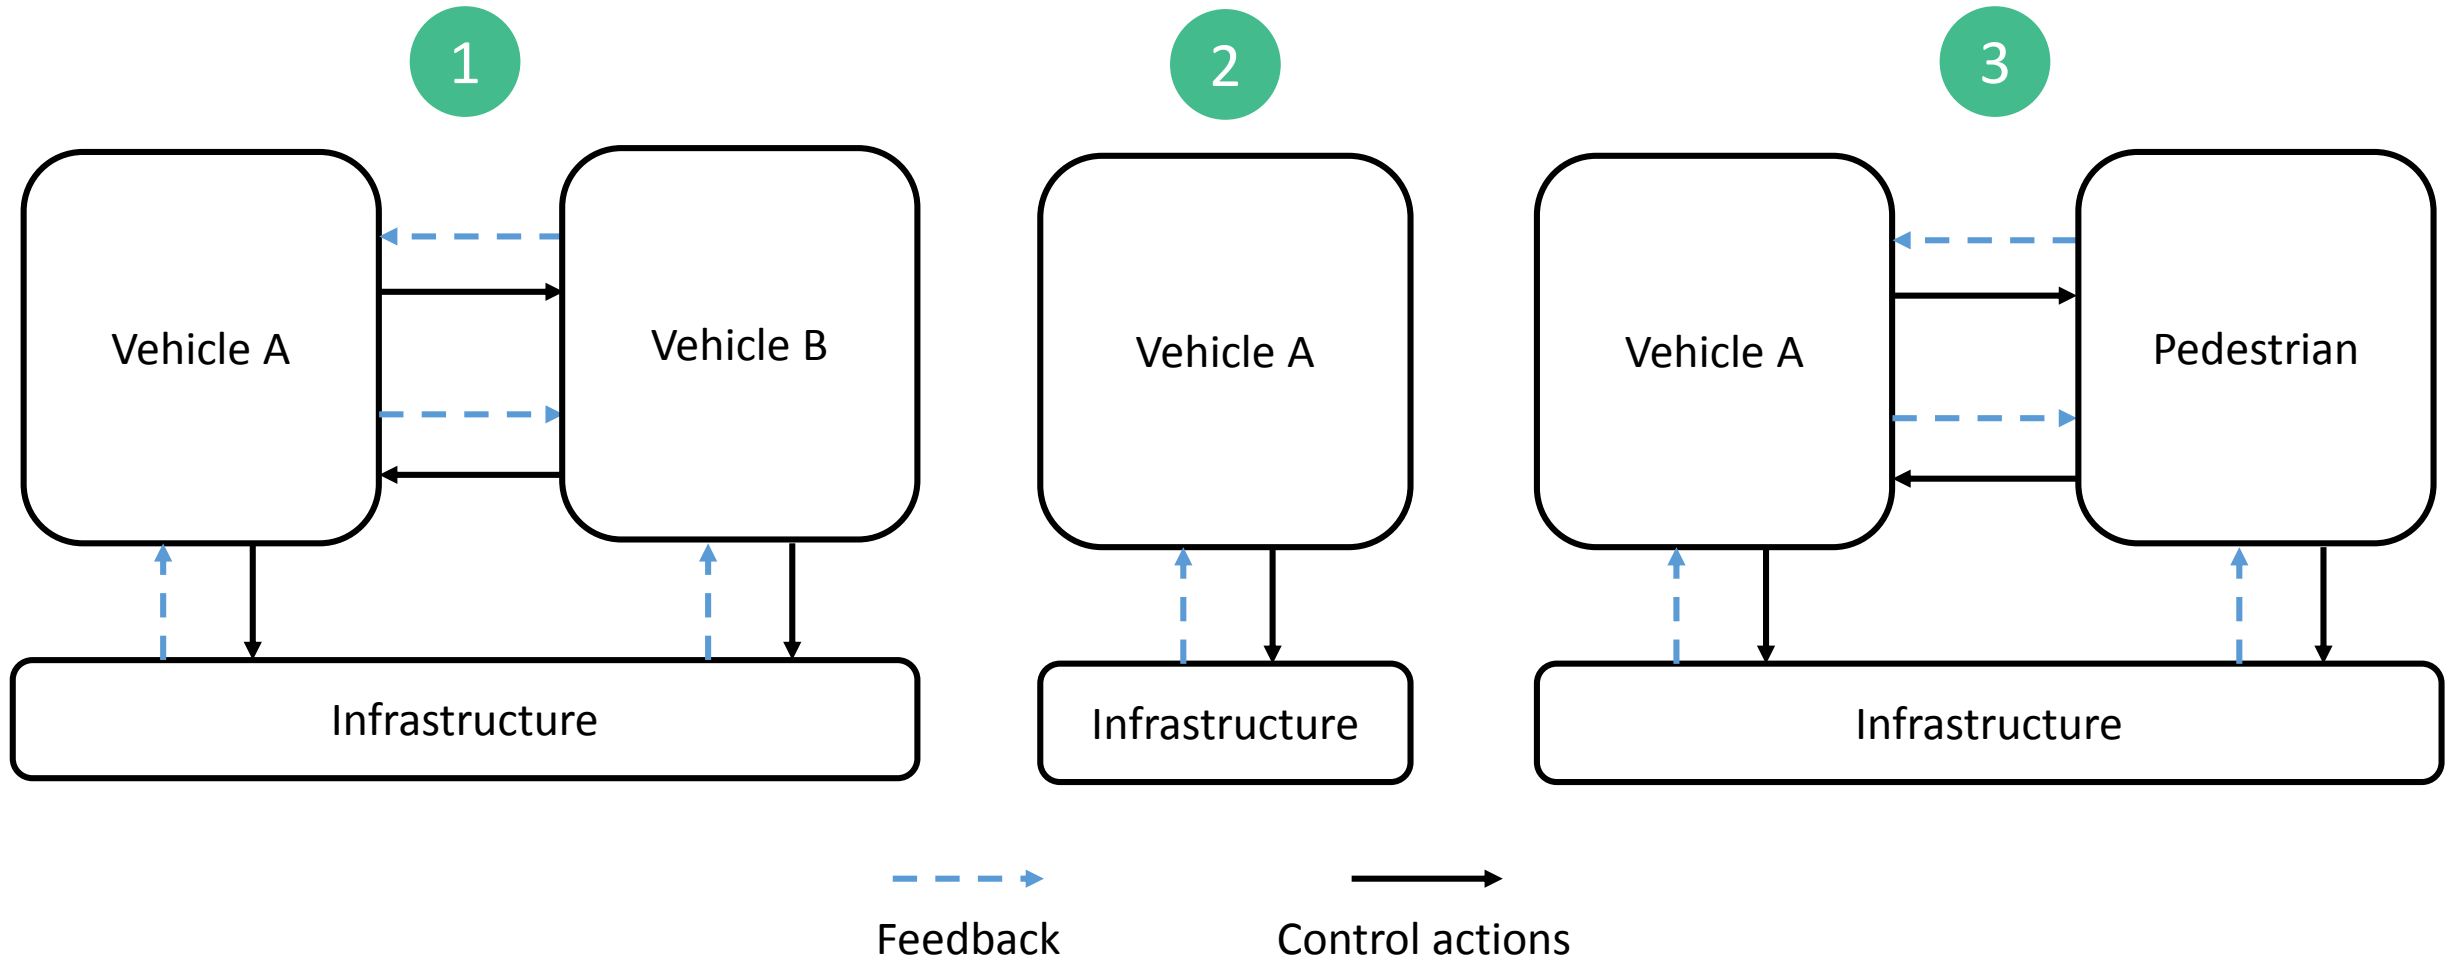 1
2
3
Vehicle A
Vehicle B
Vehicle A
Vehicle A
Pedestrian
Infrastructure
Infrastructure
Infrastructure
Feedback
Control actions